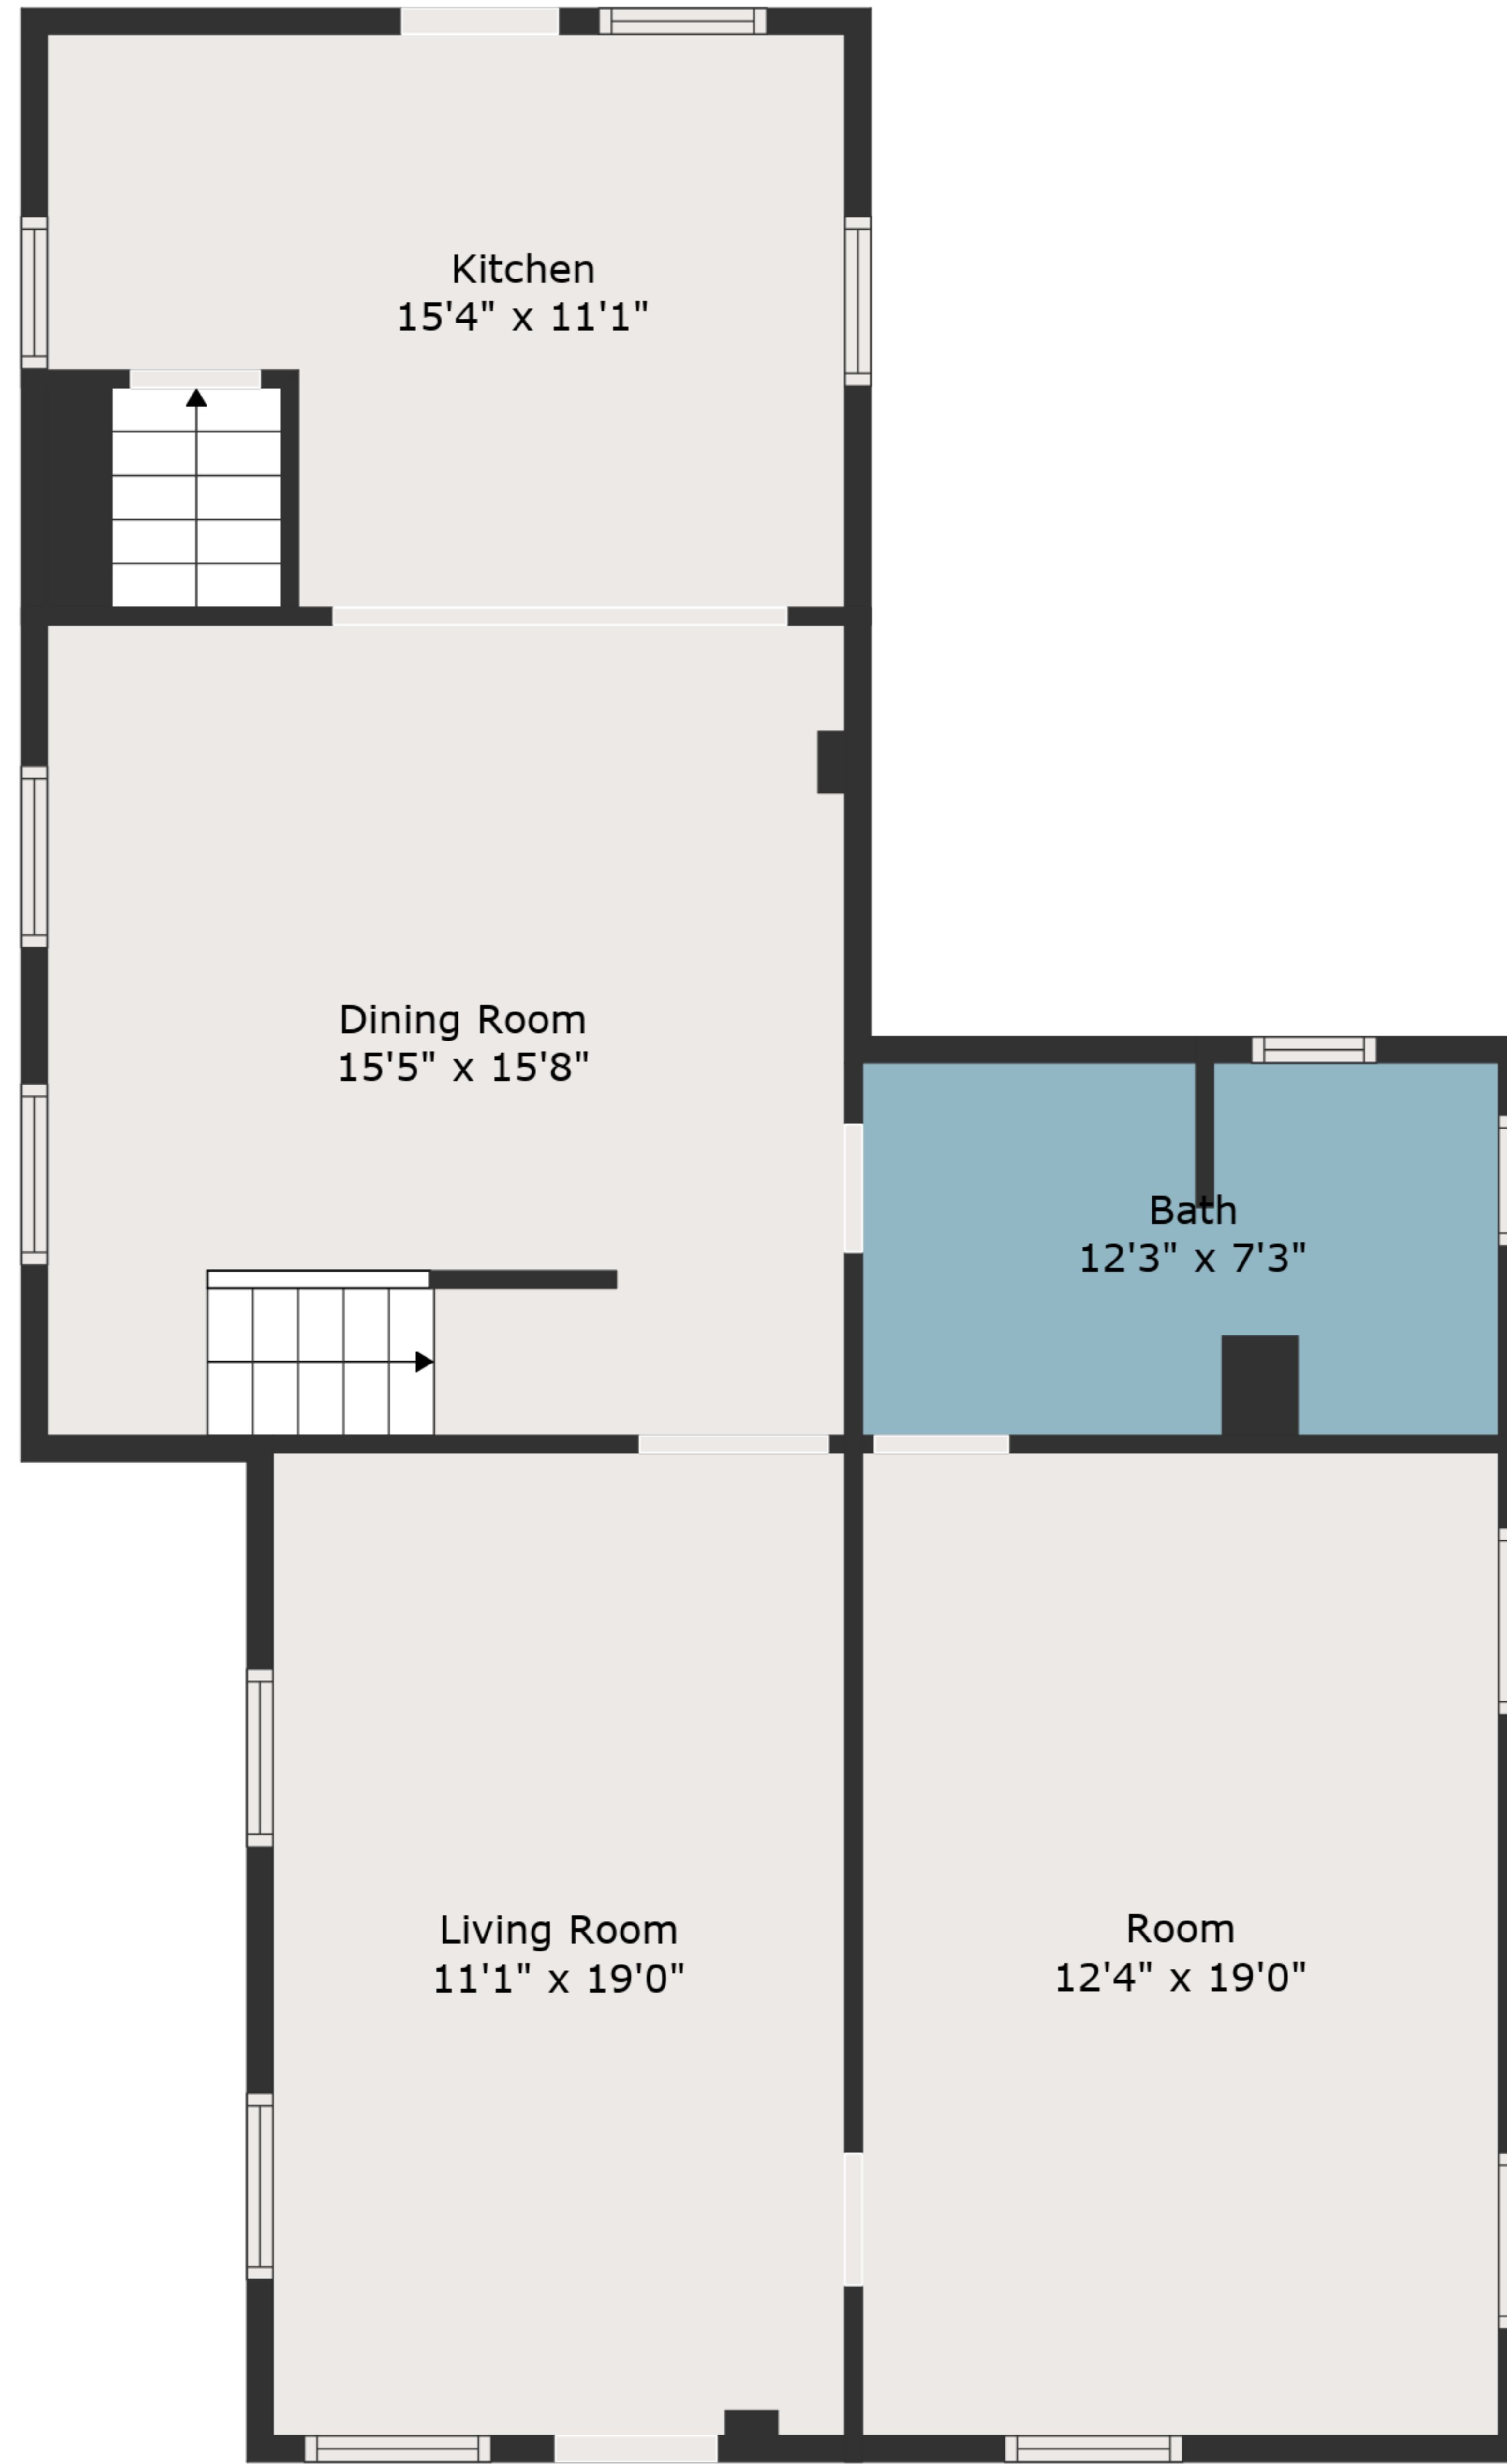 Kitchen
15'4" x 11'1"
Dining Room
15'5" x 15'8"
Bath
12'3" x 7'3"
Living Room
11'1" x 19'0"
Room
12'4" x 19'0"